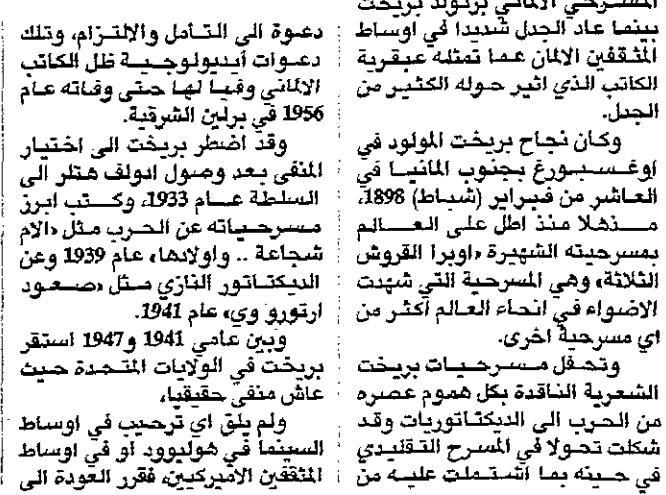 المسرحي الالماني برتولد بريخت
بينما عاد الجدل شديدا في اوساط
المثقفين الالمان عما تمثله عبقرية
الكاتب الذي اثير حوله الكثير من
الجدل.
وكان نجاح بريخت المولود في
اوغسبورغ بجنوب المانيا في
العاشر من فبراير (شباط) 1898،
مذهلا منذ اطل على العالم
بمسرحيته الشهيرة «اوبرا القروش
الثلاثة» وهي المسرحية التي شهدت
الاضواء في انحاء العالم اكثر من
اي مسرحية اخرى.
وتحفل مسرحيات بريخت
الشعرية الناقدة بكل هموم عصره
من الحرب الى الديكتاتوريات وقد
شكلت تحولا في المسرح التقليدي
في حينه بما اشتملت عليه من
دعوة الى التأمل والالتزام، وتلك
دعوات أيديولوجية ظل الكاتب
الالماني وفيا لها حتى وفاته عام
1956 في برلين الشرقية.
وقد اضطر بريخت الى اختيار
المنفى بعد وصول ادولف هتلر الى
السلطة عام 1933، وكتب ابرز
مسرحياته عن الحرب مثل «الام
شجاعة .. واولادها» عام 1939 وعن
الديكتاتور النازي مثل «صعود
ارتورو وي» عام 1941.
وبين عامي 1941 و1947 استقر
بريخت في الولايات المتحدة حيث
عاش منفى حقيقيا،
ولم يلق اي ترحيب في اوساط
السينما في هوليوود او في اوساط
المثقفين الاميركيين، فقرر العودة الى